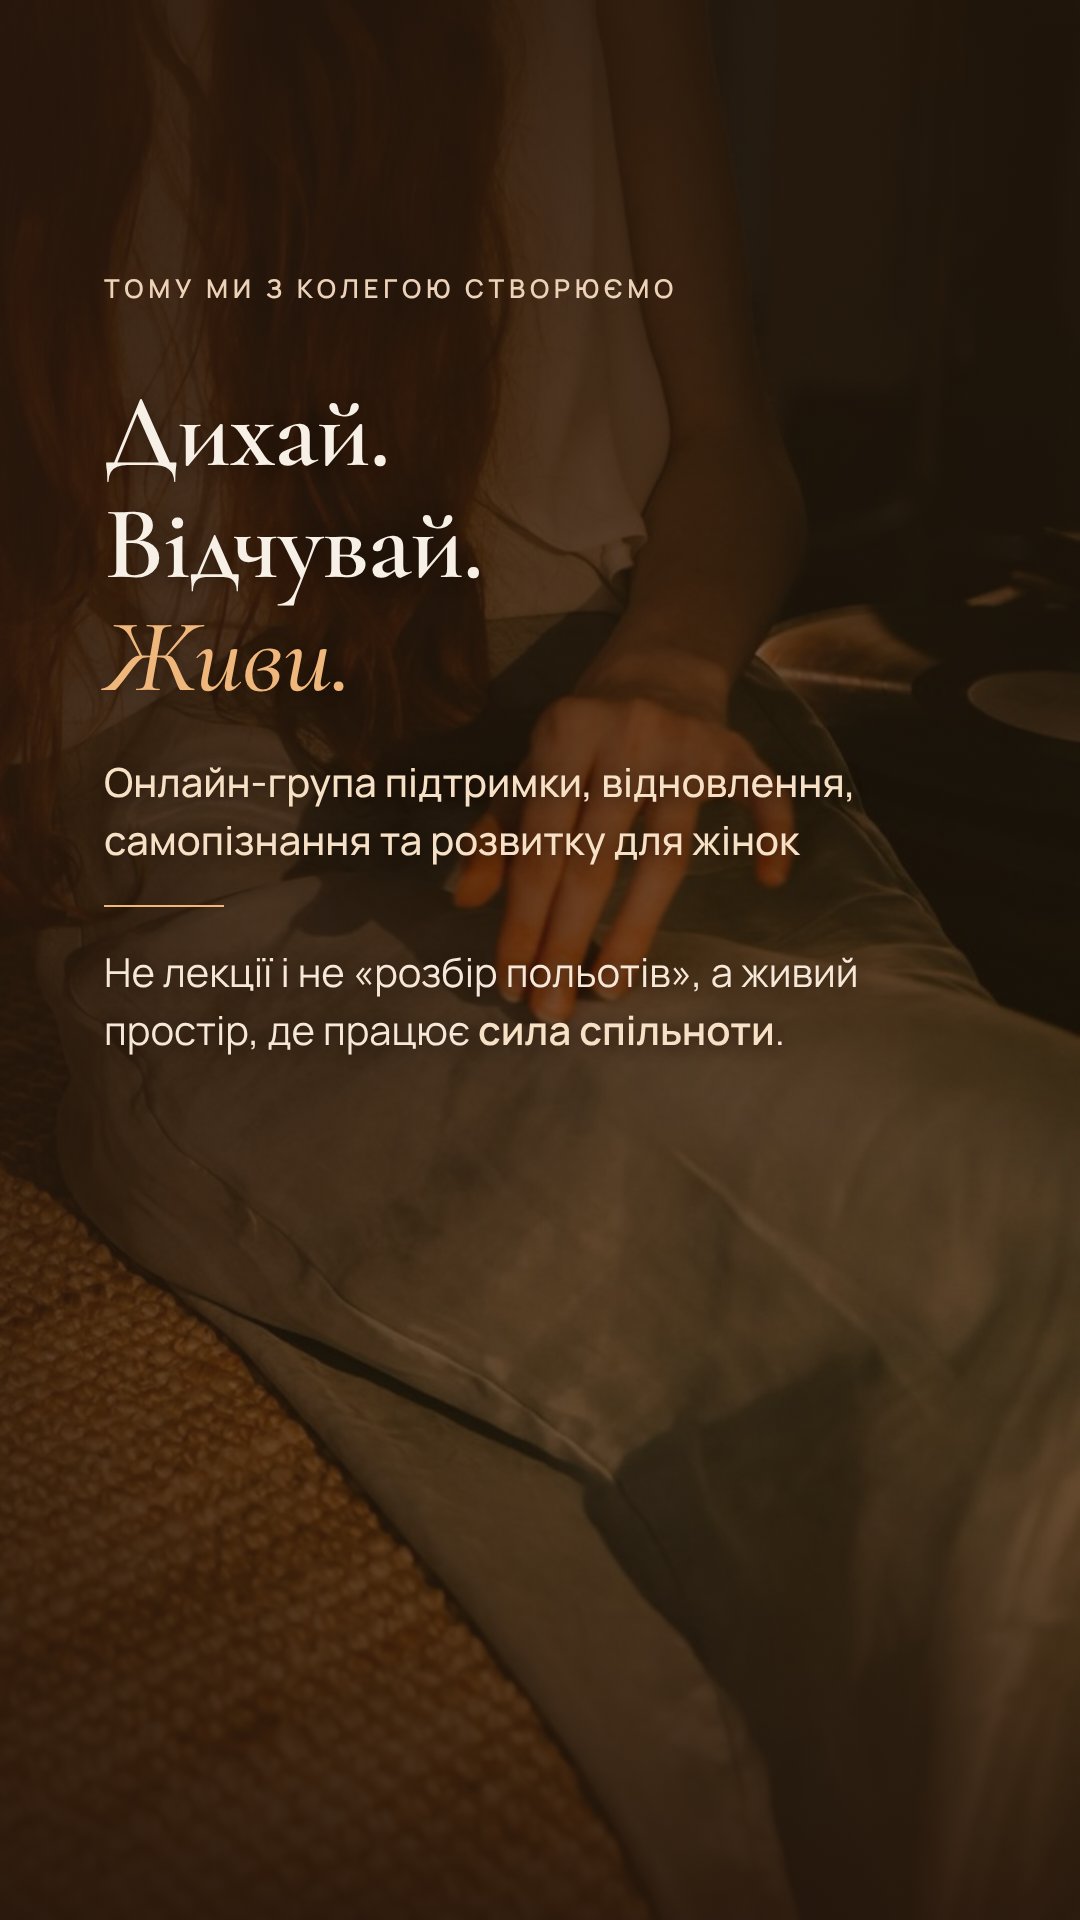 ТОМУ МИ З КОЛЕГОЮ СТВОРЮЄМО
Дихай.
Відчувай.
Живи.
Онлайн-група підтримки, відновлення,
самопізнання та розвитку для жінок
Не лекції і не «розбір польотів», а живий
простір, де працює сила спільноти.